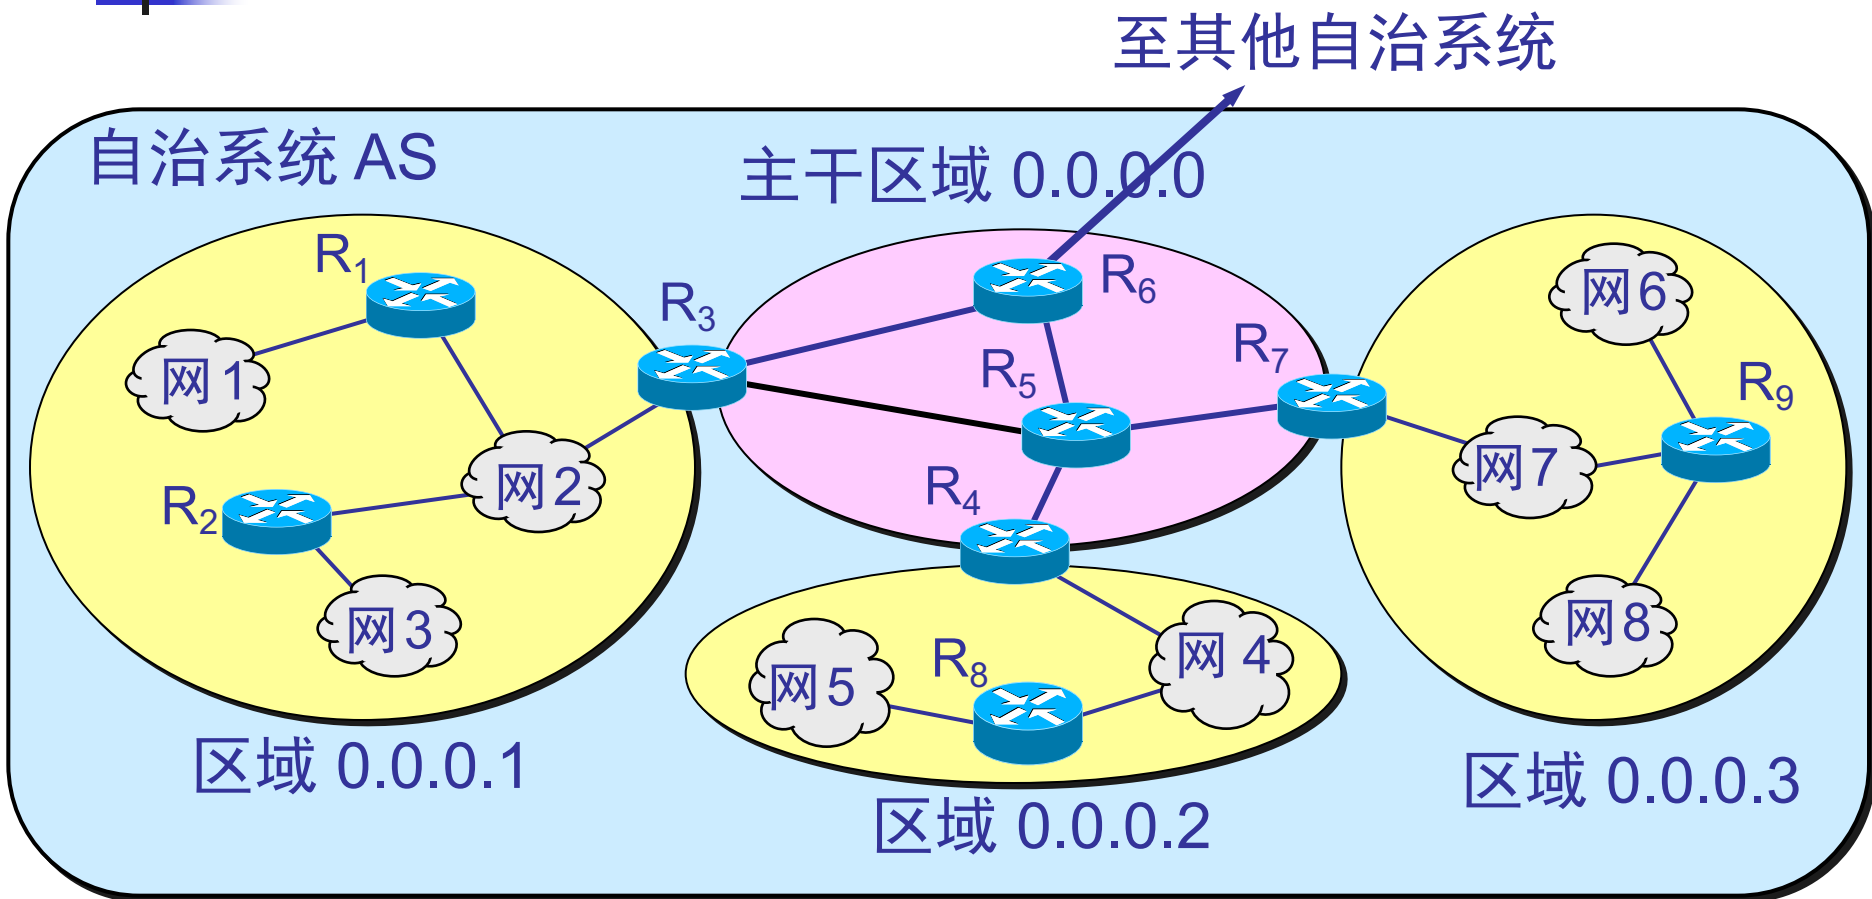 至其他自治系统
自治系统 AS
主干区域 0.0.0.0
R1
R3
R6
网6
网1
R5
R7
R9
R2
网2
R4
网7
网3
网5
R8
网 4
网8
区域 0.0.0.1
区域 0.0.0.2
区域 0.0.0.3